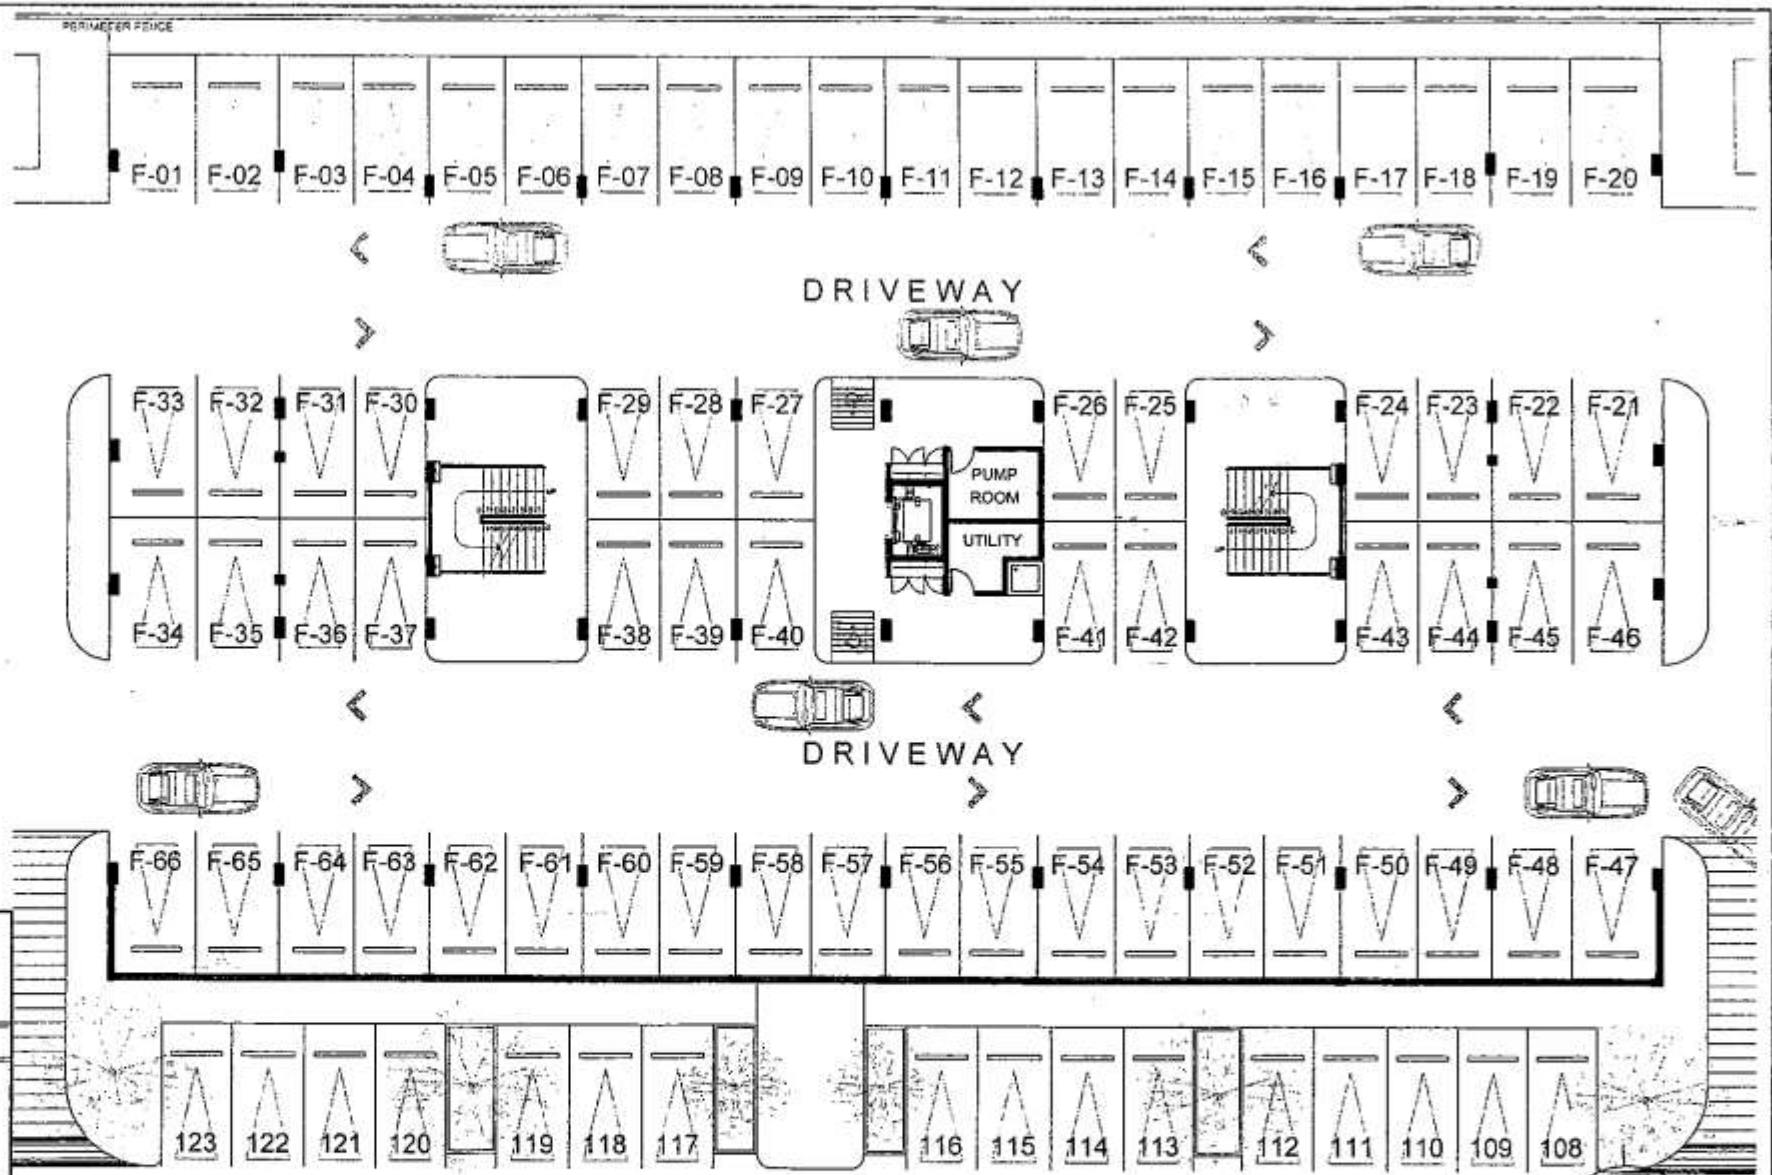 PERIMETER FENCE
F-01 F-02 F-03 F-04 F-05 F-06 F-07 F-08 F-09 F-10 F-11 F-12 F-13 F-14 F-15 F-16 F-17 F-18 F-19 F-20
DRIVEWAY
F-33 F-32 F-31 F-30 F-29 F-28 F-27 F-26 F-25 F-24 F-23 F-22 F-21
PUMP
ROOM
UTILITY
F-34 F-35 F-36 F-37 F-38 F-39 F-40 F-41 F-42 F-43 F-44 F-45 F-46
DRIVEWAY
F-66 F-65 F-64 F-63 F-62 F-61 F-60 F-59 F-58 F-57 F-56 F-55 F-54 F-53 F-52 F-51 F-50 F-49 F-48 F-47
123 122 121 120 119 118 117 116 115 114 113 112 111 110 109 108